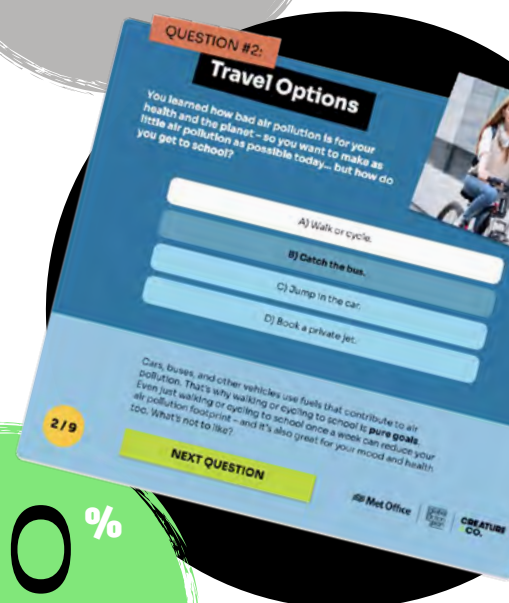 QUESTION #2:
Travel Options
You learned how bad air pollution is for your
health and the planet – so you want to make as
little air pollution as possible today... but how do
you get to school?
A) Walk or cycle.
B) Catch the bus.
C) Jump in the car.
D) Book a private jet.
Cars, buses, and other vehicles use fuels that contribute to air
pollution. That's why walking or cycling to school is pure goals.
Even just walking or cycling to school once a week can reduce your
air pollution footprint – and it's also great for your mood and health
too. What's not to like?
2/9
NEXT QUESTION
Met Office
CREATURE
CO.
0%